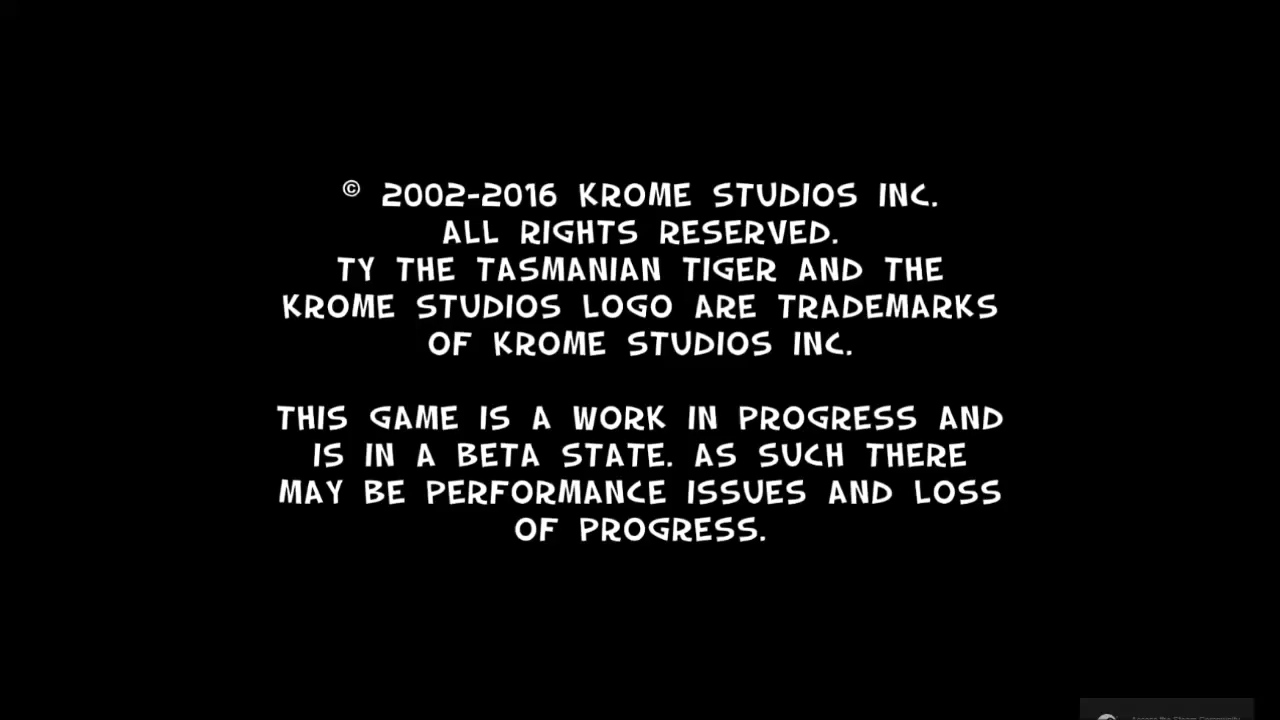 © 2002-2016 KROME STUDIOS INC.
ALL RIGHTS RESERVED.
TY THE TASMANIAN TIGER AND THE
KROME STUDIOS LOGO ARE TRADEMARKS
OF KROME STUDIOS INC.
THIS GAME IS A WORK IN PROGRESS AND
IS IN A BETA STATE. AS SUCH THERE
MAY BE PERFORMANCE ISSUES AND LOSS
OF PROGRESS.